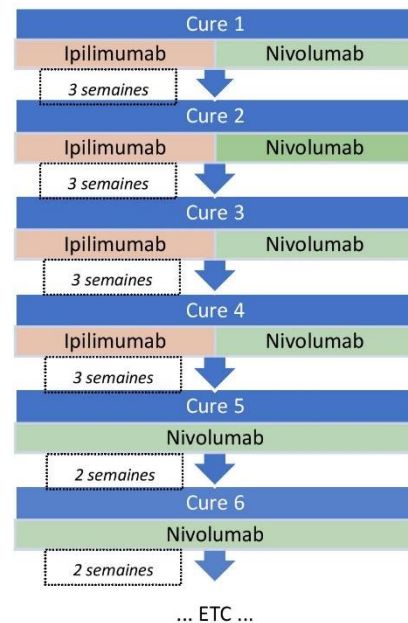 Cure 1
Ipilimumab Nivolumab
3 semaines
Cure 2
Ipilimumab Nivolumab
3 semaines
Cure 3
Ipilimumab Nivolumab
3 semaines
Cure 4
Ipilimumab Nivolumab
3 semaines
Cure 5
Nivolumab
2 semaines
Cure 6
Nivolumab
2 semaines
... ETC ...